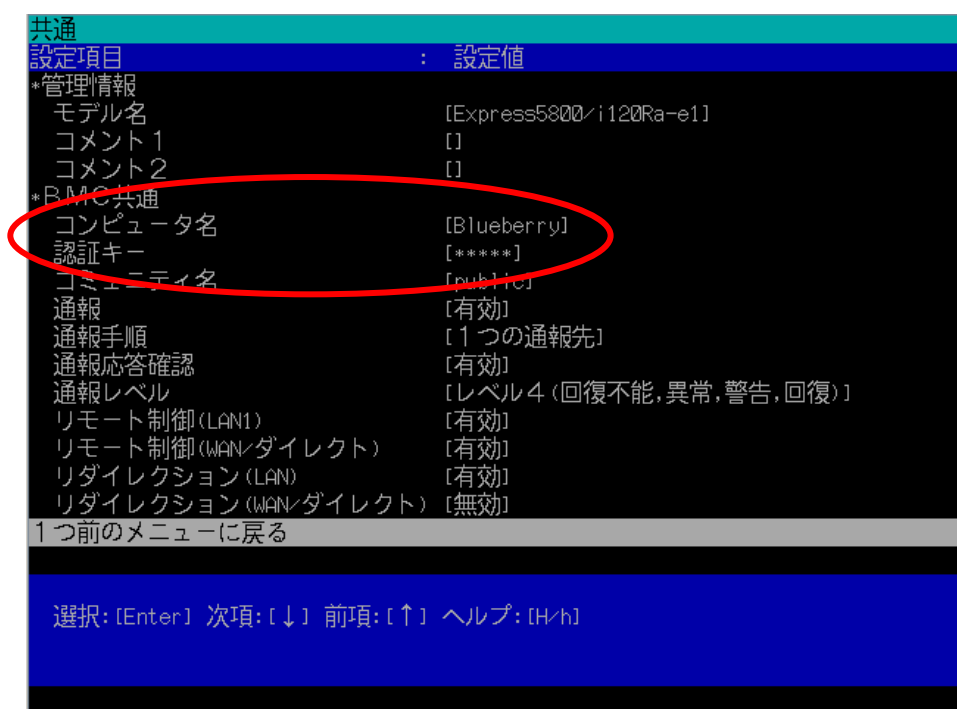 共通
設定項目 : 設定値
*管理情報
モデル名 [Express5800/i120Ra-e1]
コメント1 []
コメント2 []
*BMC共通
コンピュータ名 [Blueberry]
認証キー [*****]
コミュニティ名 [public]
通報 [有効]
通報手順 [1つの通報先]
通報応答確認 [有効]
通報レベル [レベル4(回復不能,異常,警告,回復)]
リモート制御(LAN1) [有効]
リモート制御(WAN/ダイレクト) [有効]
リダイレクション(LAN) [有効]
リダイレクション(WAN/ダイレクト) [無効]
1つ前のメニューに戻る
選択:[Enter] 次項:[↓] 前項:[↑] ヘルプ:[H/h]